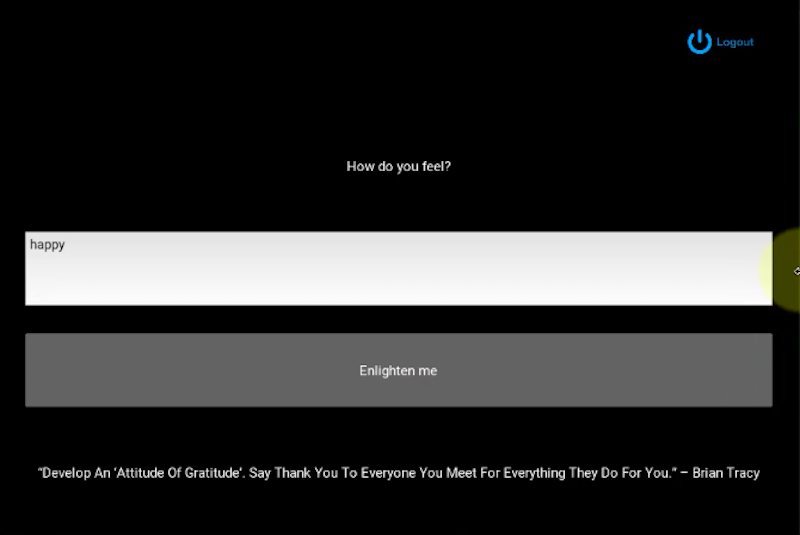 Logout
How do you feel?
happy
Enlighten me
“Develop An ‘Attitude Of Gratitude’. Say Thank You To Everyone You Meet For Everything They Do For You.” – Brian Tracy